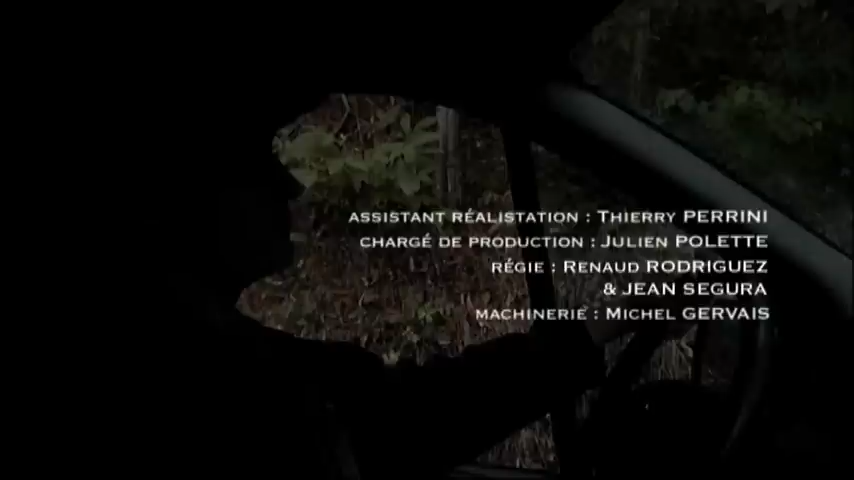 ASSISTANT RÉALISTATION : THIERRY PERRINI
CHARGÉ DE PRODUCTION : JULIEN POLETTE
RÉGIE : RENAUD RODRIGUEZ
& JEAN SEGURA
MACHINERIE : MICHEL GERVAIS